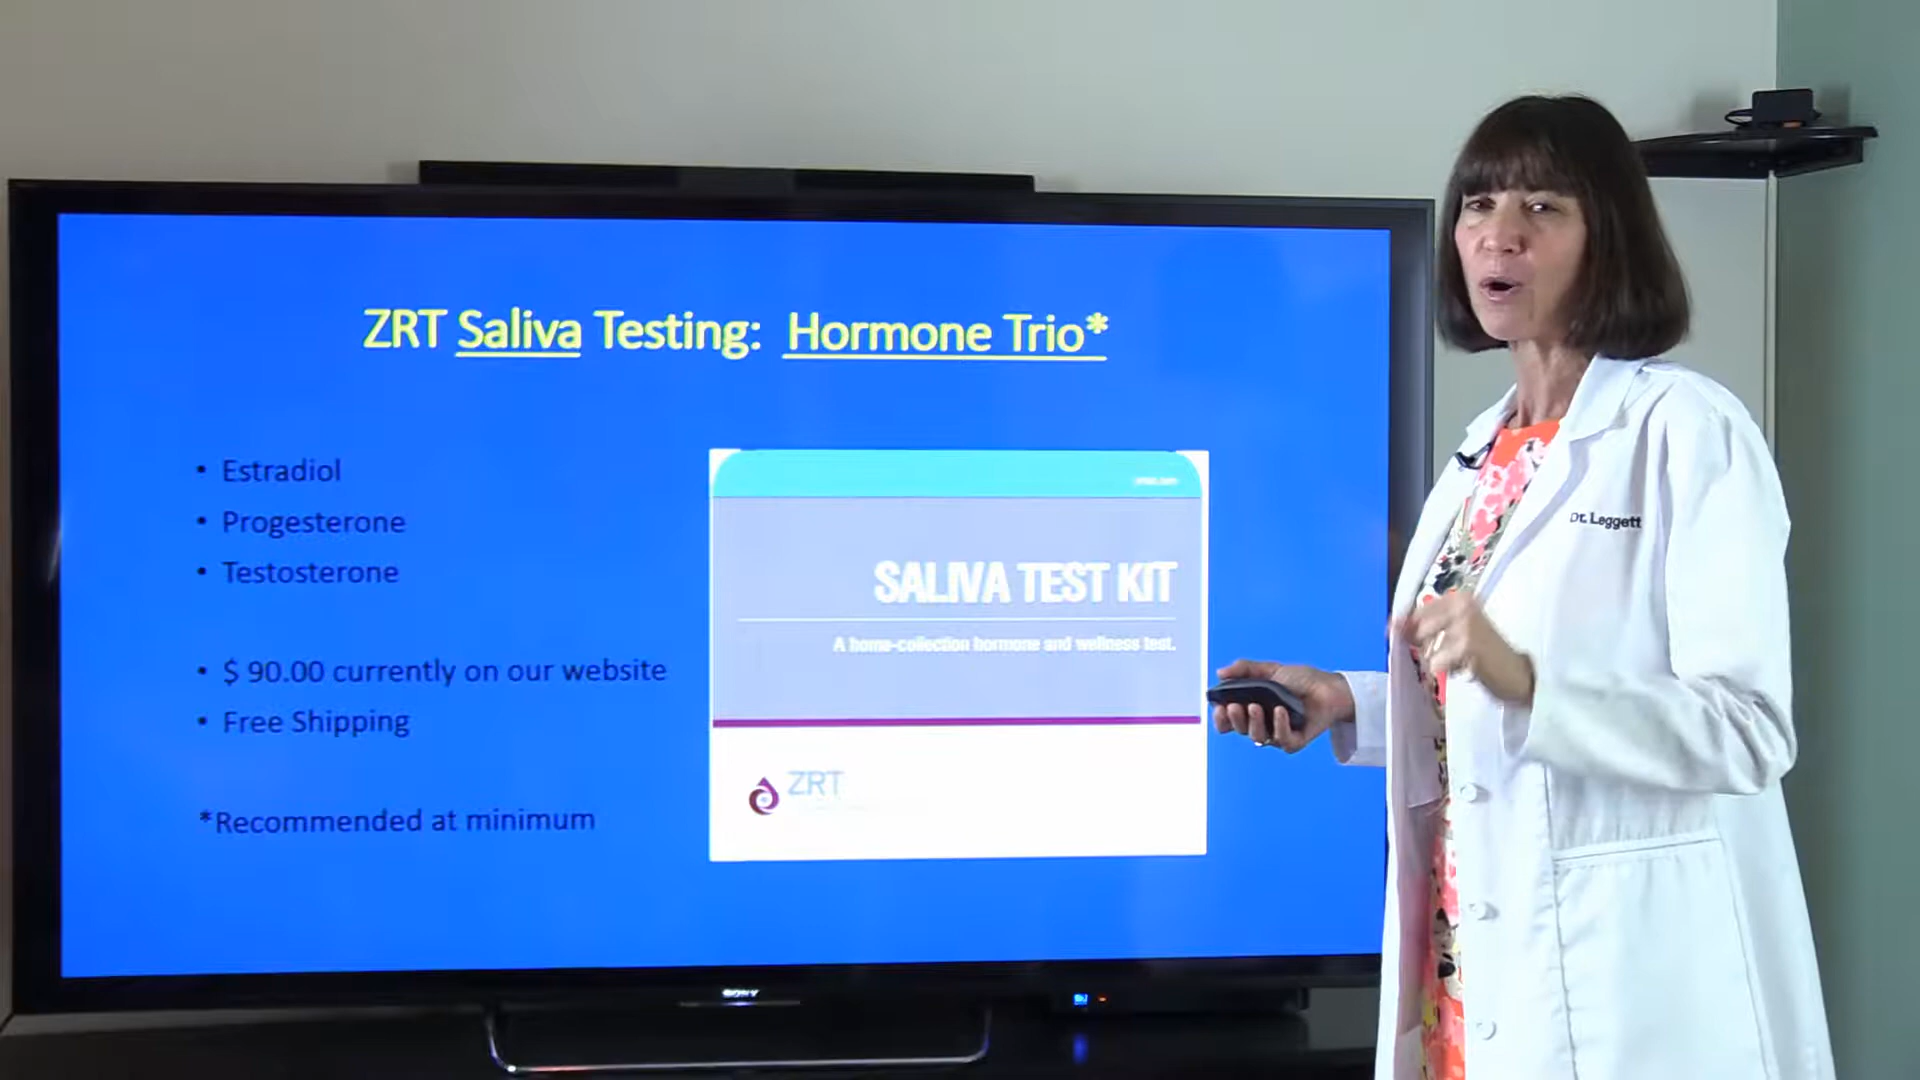 ZRT Saliva Testing: Hormone Trio*
• Estradiol
• Progesterone
• Testosterone
• $ 90.00 currently on our website
• Free Shipping
*Recommended at minimum
SALIVA TEST KIT
A home-collection hormone and wellness test.
ZRT
Dr. Leggett
SONY